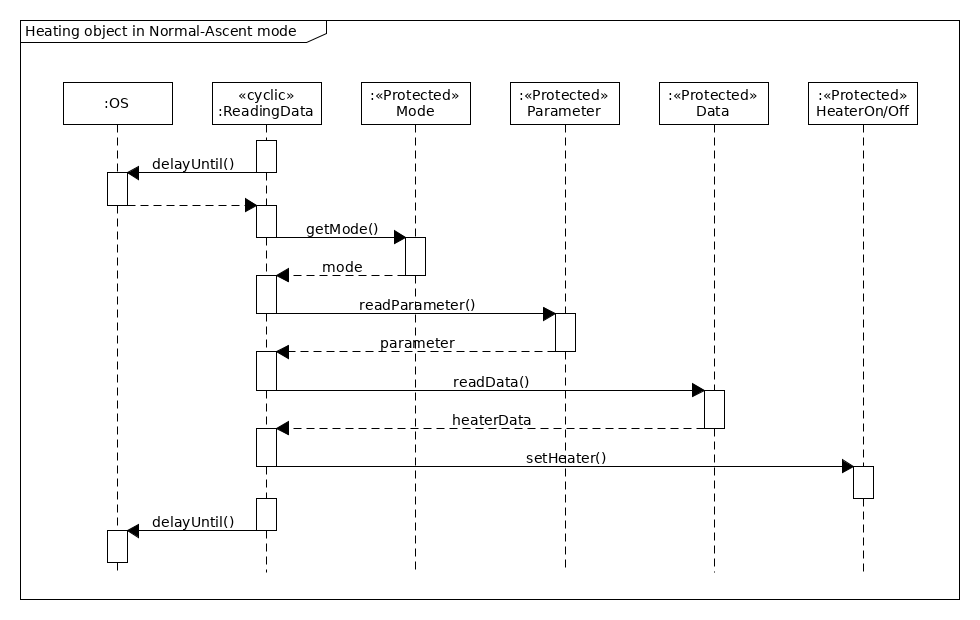 Heating object in Normal-Ascent mode
:OS
«cyclic»
:ReadingData
:«Protected»
Mode
:«Protected»
Parameter
:«Protected»
Data
:«Protected»
HeaterOn/Off
delayUntil()
getMode()
mode
readParameter()
parameter
readData()
heaterData
setHeater()
delayUntil()